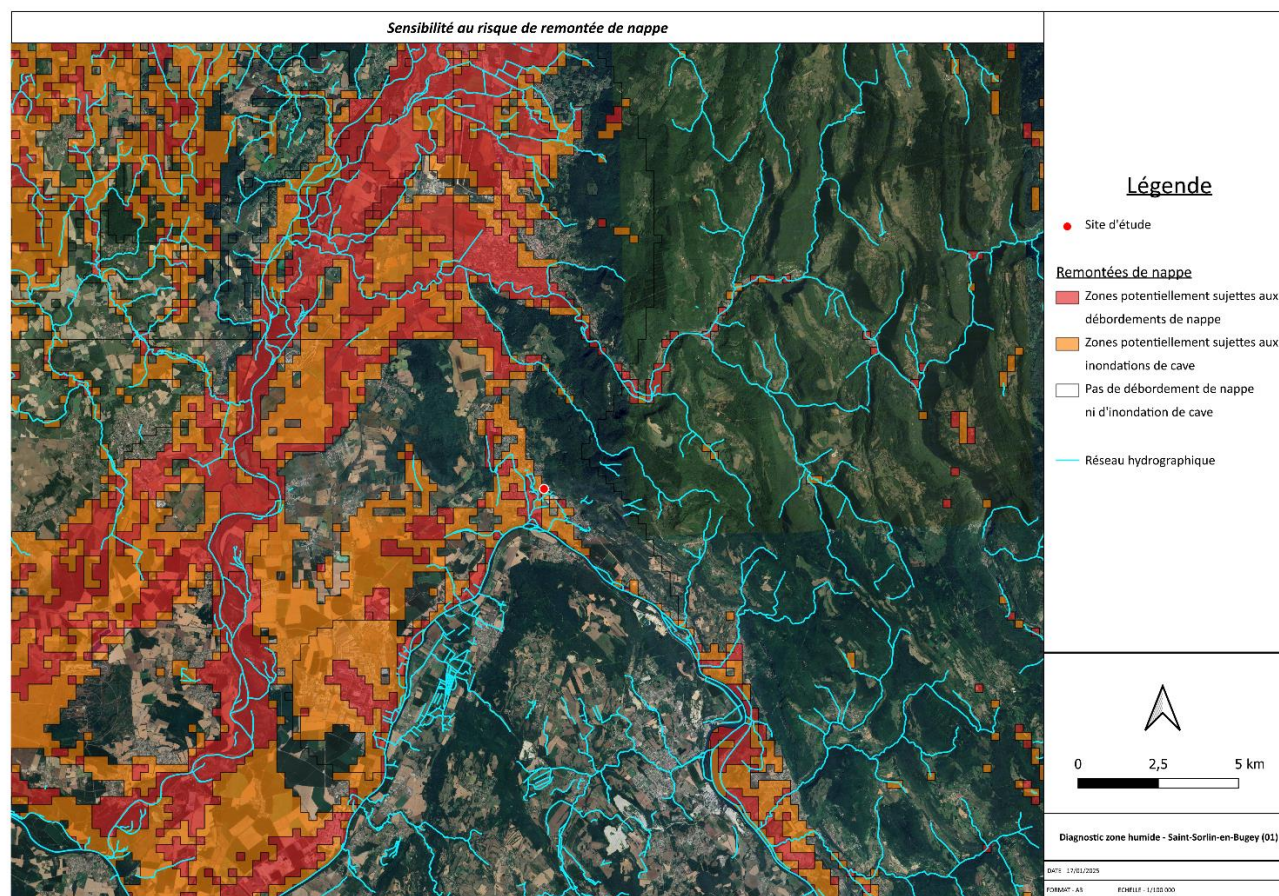 Sensibilité au risque de remontée de nappe
Légende
Site d'étude
Remontées de nappe
Zones potentiellement sujettes aux
débordements de nappe
Zones potentiellement sujettes aux
inondations de cave
Pas de débordement de nappe
ni d'inondation de cave
Réseau hydrographique
0 2,5 5 km
Diagnostic zone humide - Saint-Sorlin-en-Bugey (01)
DATE : 17/01/2025
FORMAT - A3 ECHELLE - 1/100 000